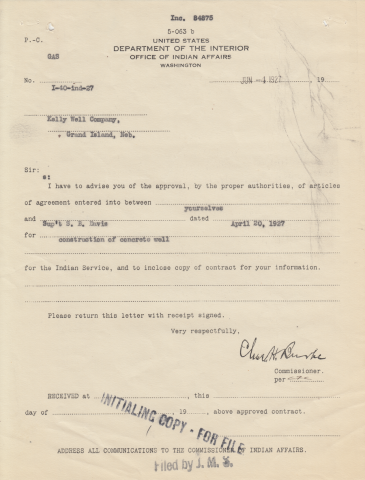 Inc. 84675
5-063 b
P.-C.
UNITED STATES
GAS
DEPARTMENT OF THE INTERIOR
OFFICE OF INDIAN AFFAIRS
WASHINGTON
No.
JUN -4 1927, 19
I-40-ind-27
Kelly Well Company,
Grand Island, Neb.
Sir:
s:
I have to advise you of the approval, by the proper authorities, of articles
of agreement entered into between yourselves
and Sup't S. E. Davis dated April 20, 1927
for construction of concrete well
for the Indian Service, and to inclose copy of contract for your information.
Please return this letter with receipt signed.
Very respectfully,
Chas. H. Burke
Commissioner.
per
RECEIVED at , this
day of , 19 , above approved contract.
INITIALING COPY - FOR FILE
ADDRESS ALL COMMUNICATIONS TO THE COMMISSIONER OF INDIAN AFFAIRS.
Filed by J. M.